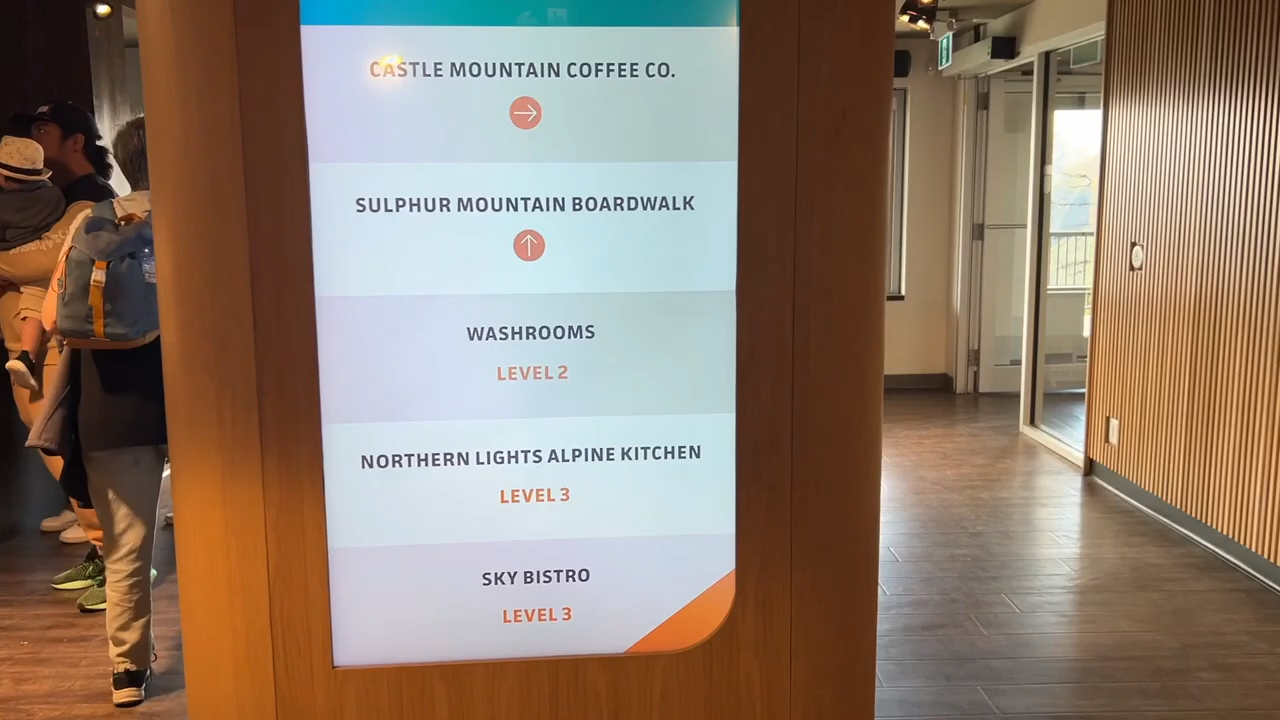 CASTLE MOUNTAIN COFFEE CO.
SULPHUR MOUNTAIN BOARDWALK
WASHROOMS
LEVEL 2
NORTHERN LIGHTS ALPINE KITCHEN
LEVEL 3
SKY BISTRO
LEVEL 3